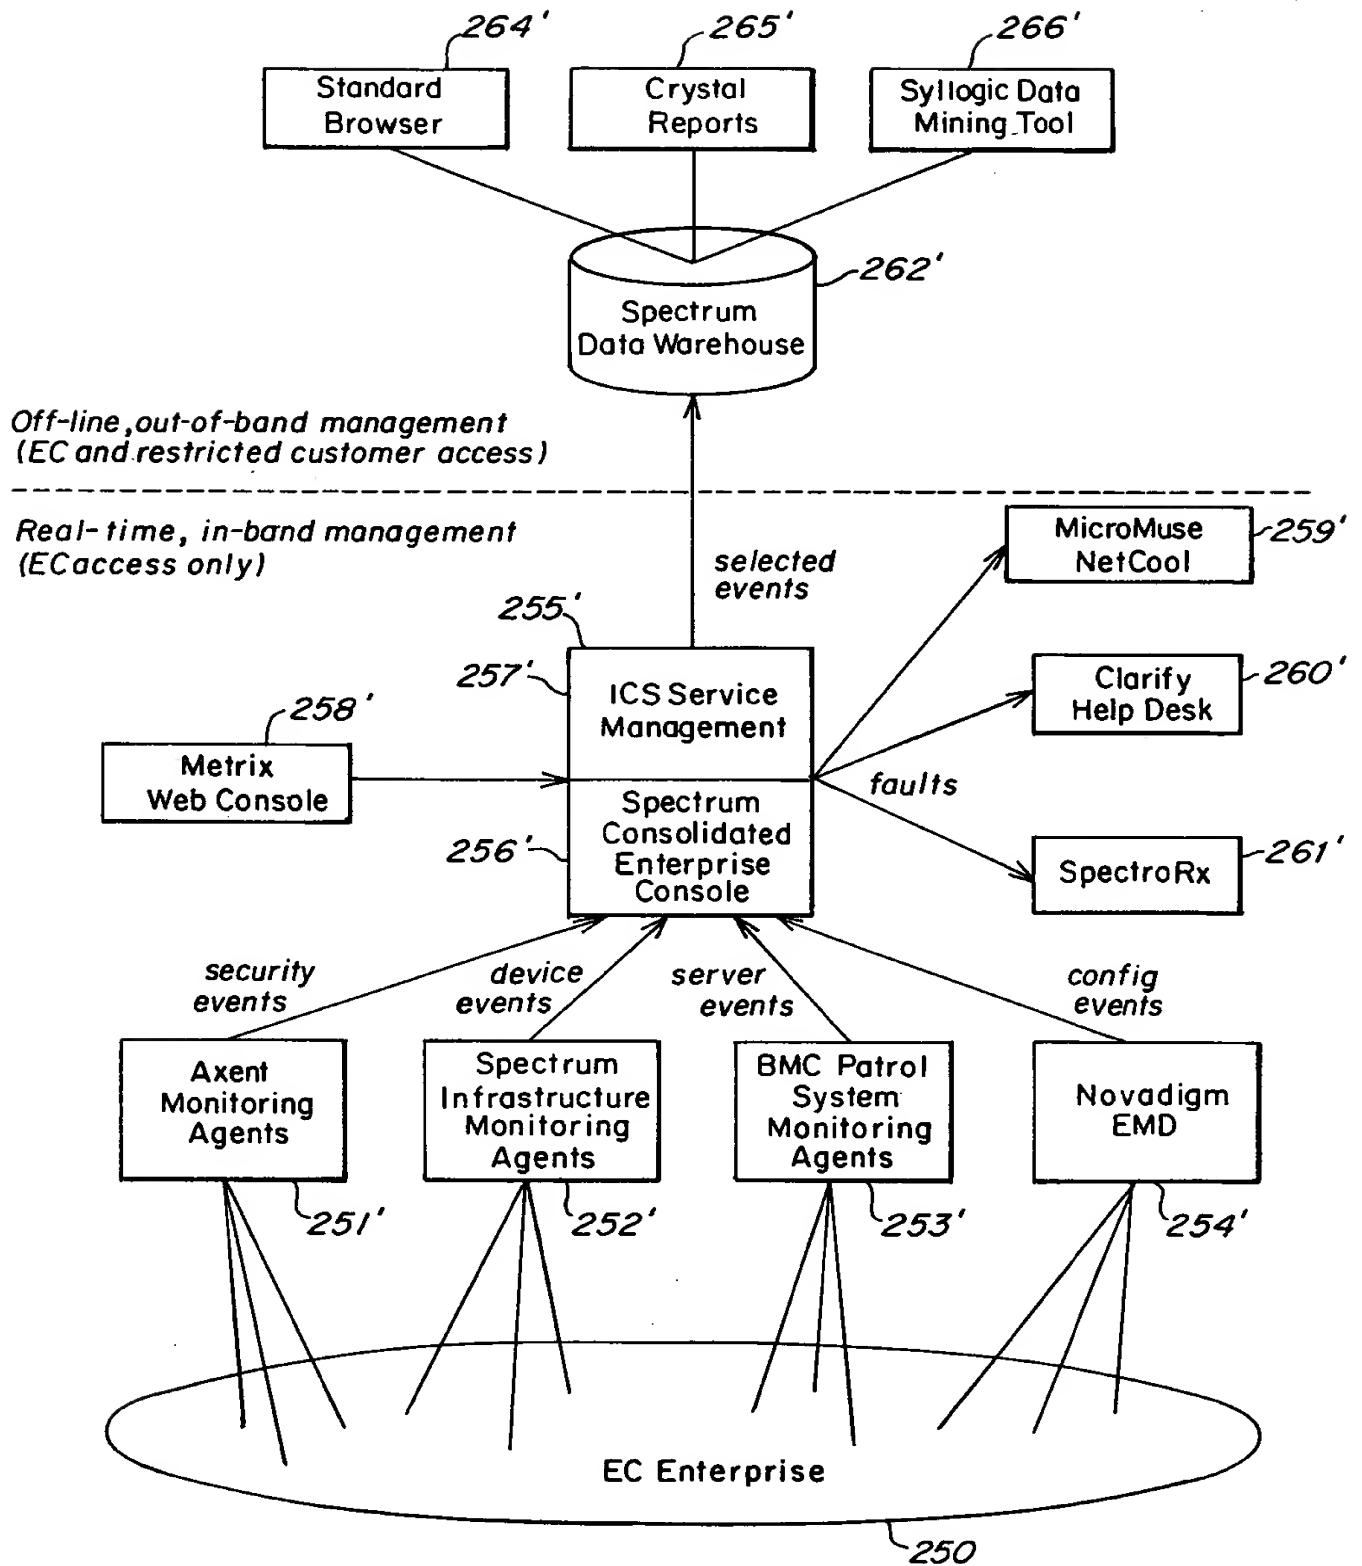 264'
265'
266'
Standard
Browser
Crystal
Reports
Syllogic Data
Mining Tool
262'
Spectrum
Data Warehouse
Off-line, out-of-band management
(EC and restricted customer access)
Real-time, in-band management
(EC access only)
selected
events
MicroMuse
NetCool
259'
255'
257'
ICS Service
Management
Clarify
Help Desk
260'
258'
Metrix
Web Console
faults
Spectrum
Consolidated
Enterprise
Console
256'
SpectroRx
261'
security
events
device
events
server
events
config
events
Axent
Monitoring
Agents
Spectrum
Infrastructure
Monitoring
Agents
BMC Patrol
System
Monitoring
Agents
Novadigm
EMD
251'
252'
253'
254'
EC Enterprise
250